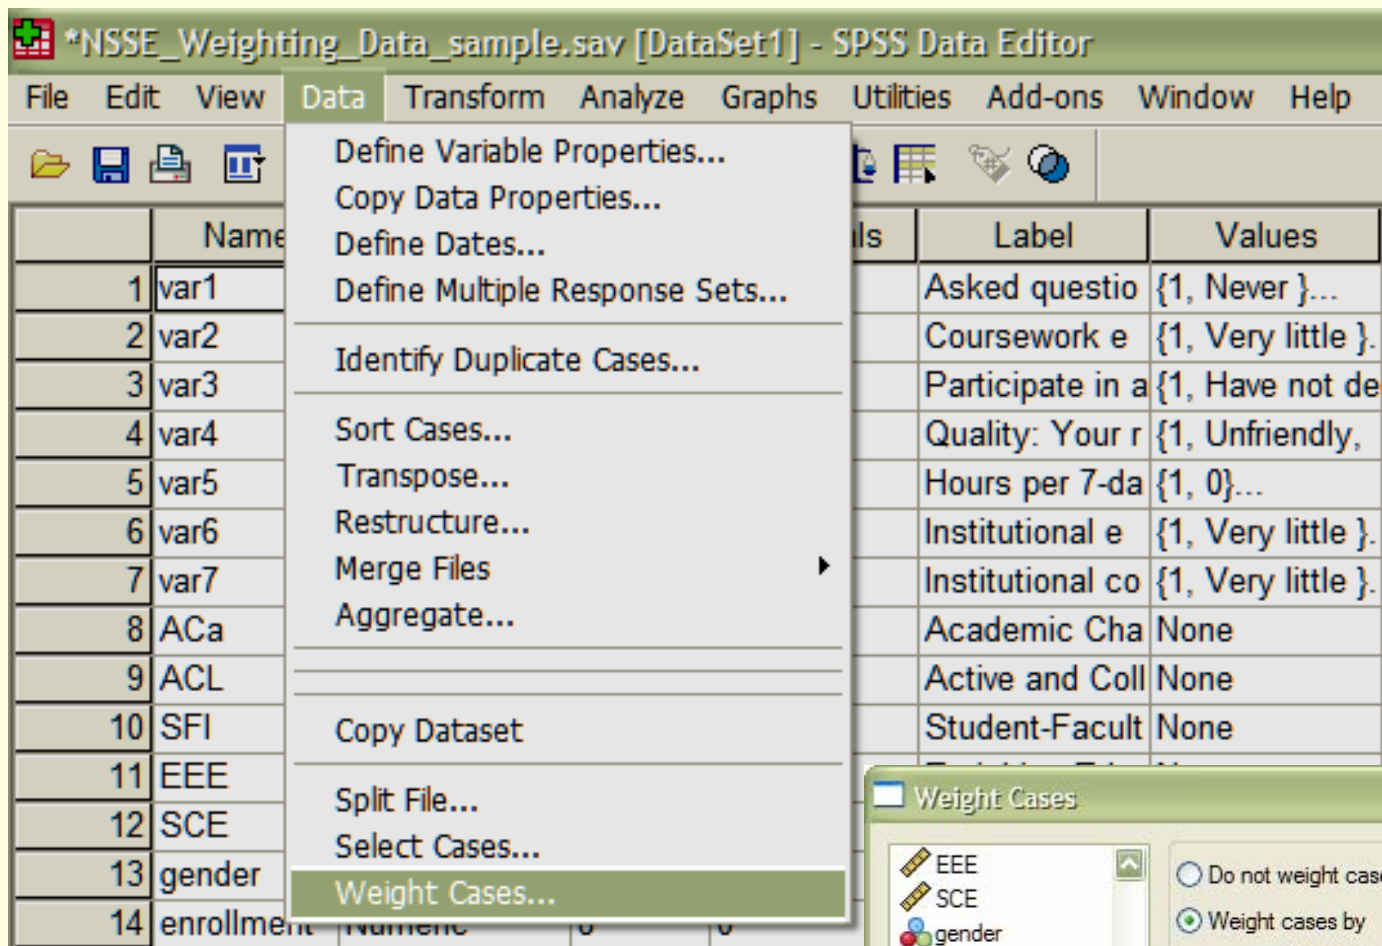 *NSSE_Weighting_Data_sample.sav [DataSet1] - SPSS Data Editor
File Edit View Data Transform Analyze Graphs Utilities Add-ons Window Help
Define Variable Properties...
Copy Data Properties...
Define Dates...
Define Multiple Response Sets...
Identify Duplicate Cases...
Sort Cases...
Transpose...
Restructure...
Merge Files
Aggregate...
Copy Dataset
Split File...
Select Cases...
Weight Cases...
Name ls Label Values
1 var1 Asked questio {1, Never }...
2 var2 Coursework e {1, Very little }.
3 var3 Participate in a {1, Have not de
4 var4 Quality: Your r {1, Unfriendly,
5 var5 Hours per 7-da {1, 0}...
6 var6 Institutional e {1, Very little }.
7 var7 Institutional co {1, Very little }.
8 ACa Academic Cha None
9 ACL Active and Coll None
10 SFI Student-Facult None
11 EEE
12 SCE
13 gender
14 enrollment Numeric
Weight Cases
EEE
SCE
gender
Do not weight case
Weight cases by